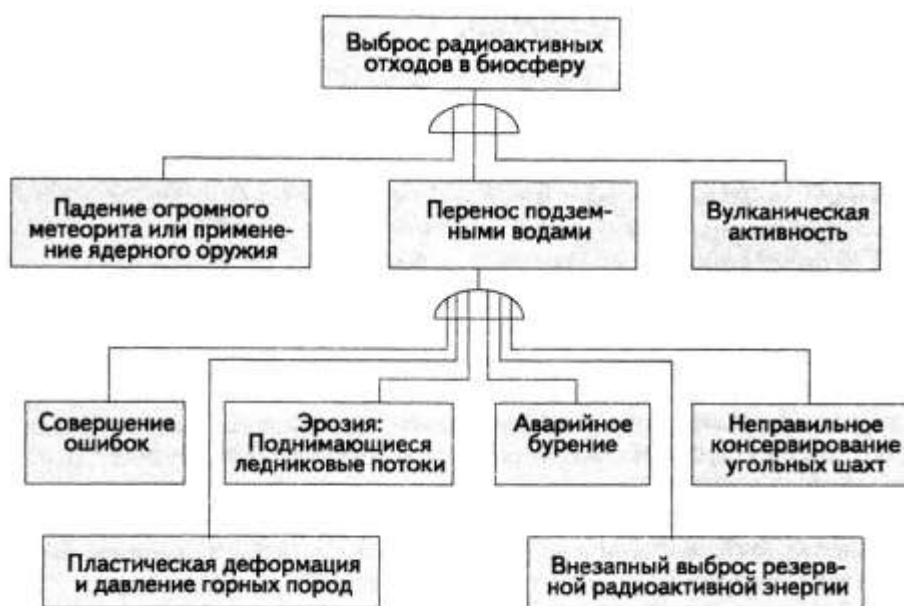 Выброс радиоактивных
отходов в биосферу
Падение огромного
метеорита или примене-
ние ядерного оружия
Перенос подзем-
ными водами
Вулканическая
активность
Совершение
ошибок
Эрозия:
Поднимающиеся
ледниковые потоки
Аварийное
бурение
Неправильное
консервирование
угольных шахт
Пластическая деформация
и давление горных пород
Внезапный выброс резерв-
ной радиоактивной энергии